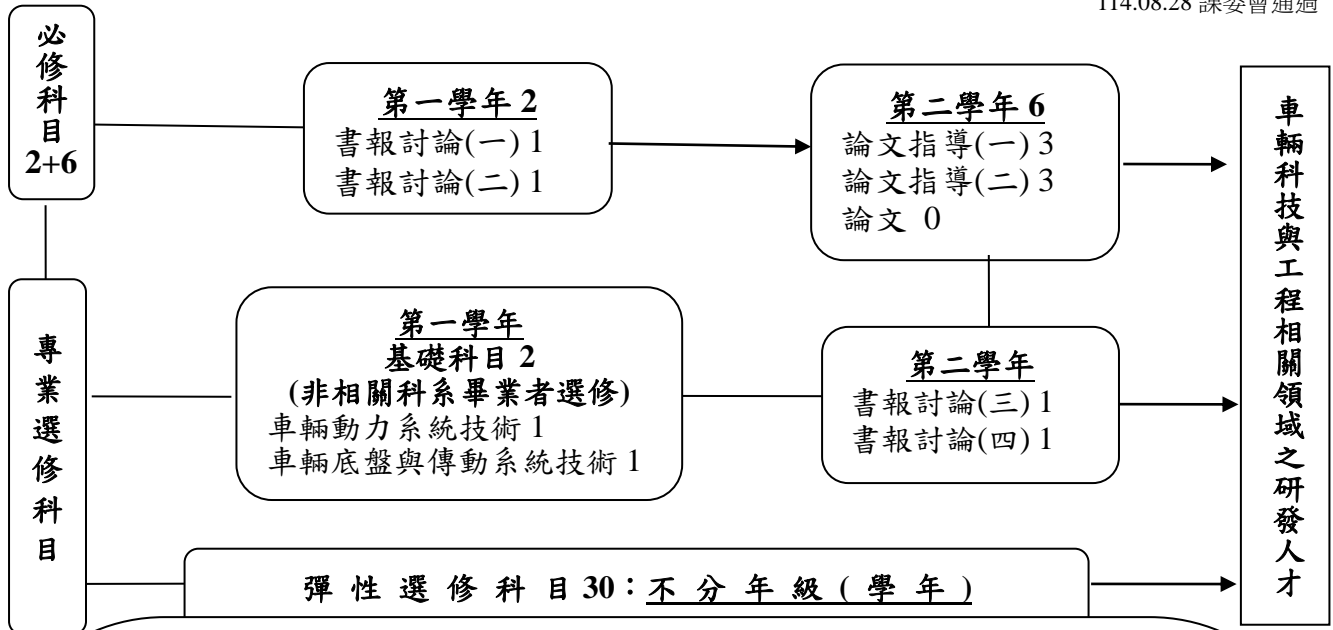 114.08.28 課委會通過
必修科目
2+6
第一學年 2
書報討論(一) 1
書報討論(二) 1
第二學年 6
論文指導(一) 3
論文指導(二) 3
論文 0
車輛科技與工程相關領域之研發人才
專業選修科目
第一學年
基礎科目 2
(非相關科系畢業者選修)
車輛動力系統技術 1
車輛底盤與傳動系統技術 1
第二學年
書報討論(三) 1
書報討論(四) 1
彈性選修科目 30：不分年級(學年)